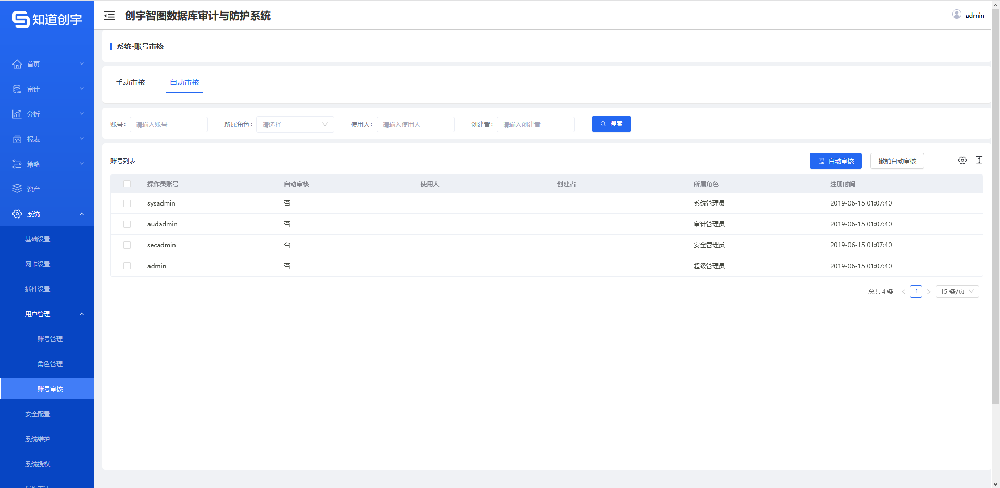 知道创宇
创宇智图数据库审计与防护系统
admin
首页
审计
分析
报表
策略
资产
系统
基础设置
网卡设置
插件设置
用户管理
账号管理
角色管理
账号审核
安全配置
系统维护
系统授权
操作审计
系统-账号审核
手动审核 自动审核
账号: 请输入账号 所属角色: 请选择 使用人: 请输入使用人 创建者: 请输入创建者 搜索
账号列表 自动审核 撤销自动审核
操作员账号 自动审核 使用人 创建者 所属角色 注册时间
sysadmin 否 系统管理员 2019-06-15 01:07:40
audadmin 否 审计管理员 2019-06-15 01:07:40
secadmin 否 安全管理员 2019-06-15 01:07:40
admin 否 超级管理员 2019-06-15 01:07:40
总共 4 条 < 1 > 15 条/页